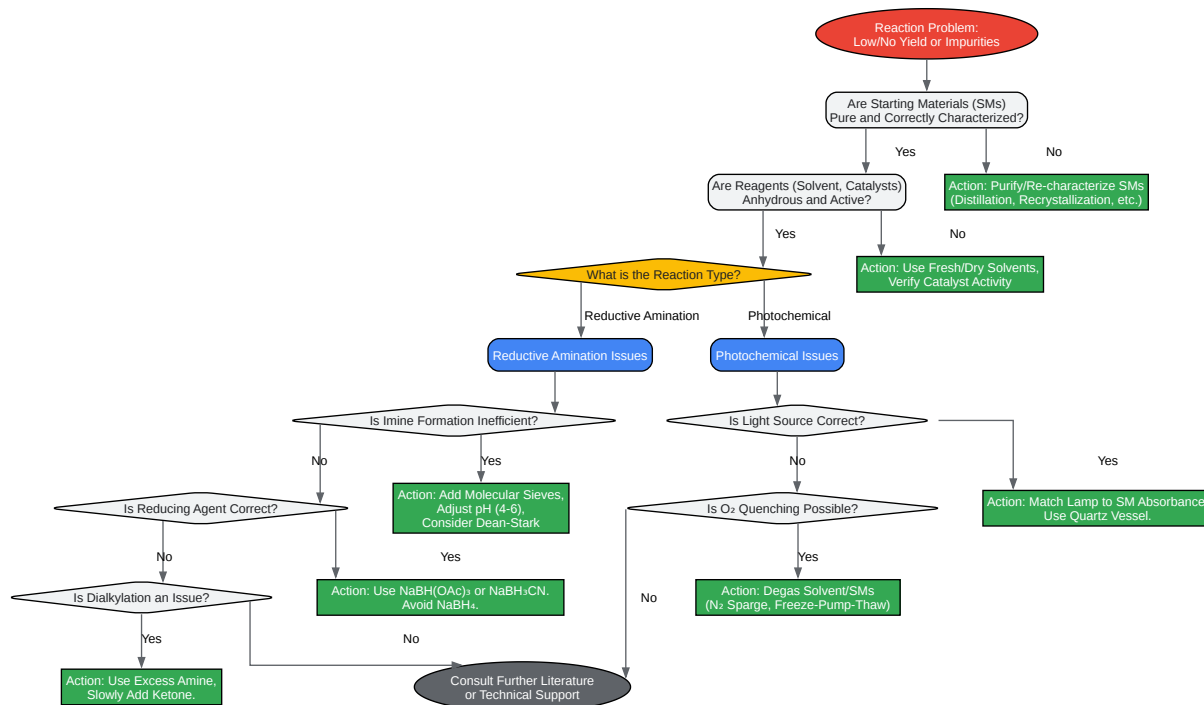 Reaction Problem:
Low/No Yield or Impurities
Are Starting Materials (SMs)
Pure and Correctly Characterized?
Yes
No
Are Reagents (Solvent, Catalysts)
Anhydrous and Active?
Action: Purify/Re-characterize SMs
(Distillation, Recrystallization, etc.)
Yes
No
What is the Reaction Type?
Action: Use Fresh/Dry Solvents,
Verify Catalyst Activity
Reductive Amination
Photochemical
Reductive Amination Issues
Photochemical Issues
Is Imine Formation Inefficient?
Is Light Source Correct?
No
Yes
No
Yes
Is Reducing Agent Correct?
Action: Add Molecular Sieves,
Adjust pH (4-6),
Consider Dean-Stark
Is O₂ Quenching Possible?
Action: Match Lamp to SM Absorbance
Use Quartz Vessel.
No
Yes
Yes
Is Dialkylation an Issue?
Action: Use NaBH(OAc)₃ or NaBH₃CN.
Avoid NaBH₄.
No
Action: Degas Solvent/SMs
(N₂ Sparge, Freeze-Pump-Thaw)
Yes
No
Action: Use Excess Amine,
Slowly Add Ketone.
Consult Further Literature
or Technical Support